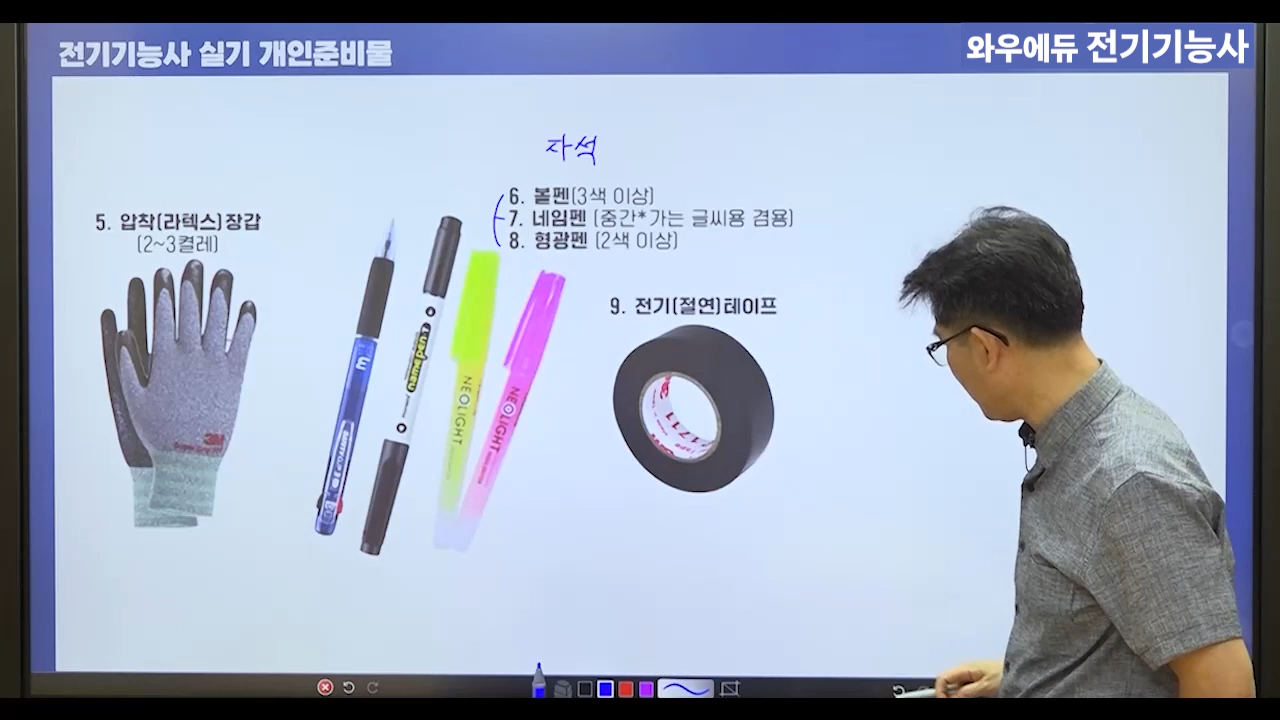 전기기능사 실기 개인준비물
와우에듀 전기기능사
자석
5. 압착(라텍스)장갑
(2~3켤레)
6. 볼펜(3색 이상)
7. 네임펜 (중간*가는 글씨용 겸용)
8. 형광펜 (2색 이상)
9. 전기(절연)테이프
3M
namepen
NEOLIGHT
NEOLIGHT
1711